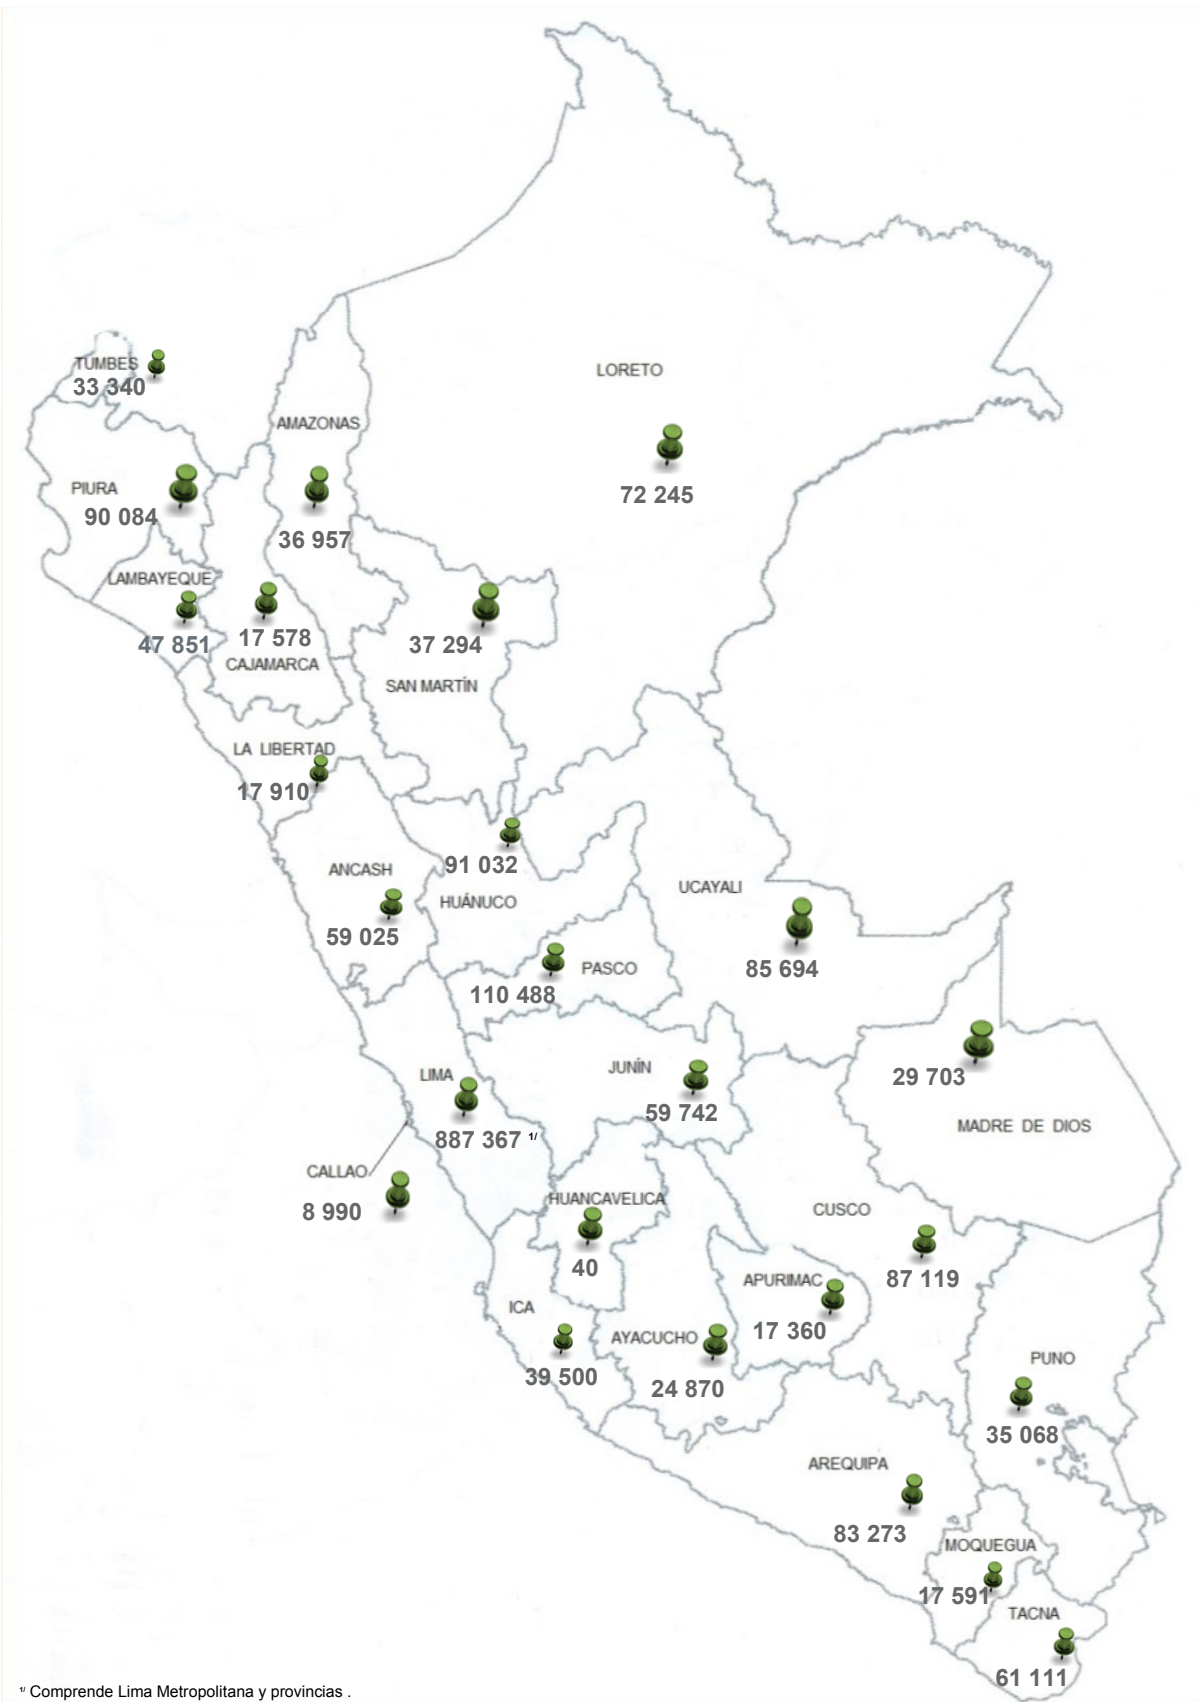 TUMBES
33 340
LORETO
72 245
AMAZONAS
36 957
PIURA
90 084
LAMBAYEQUE
47 851
17 578
CAJAMARCA
37 294
SAN MARTÍN
LA LIBERTAD
17 910
91 032
HUÁNUCO
ANCASH
59 025
UCAYALI
85 694
PASCO
110 488
LIMA
887 367 1/
JUNÍN
59 742
29 703
MADRE DE DIOS
CALLAO
8 990
HUANCAVELICA
40
CUSCO
87 119
APURIMAC
17 360
ICA
39 500
AYACUCHO
24 870
PUNO
35 068
AREQUIPA
83 273
MOQUEGUA
17 591
TACNA
61 111
1/ Comprende Lima Metropolitana y provincias .